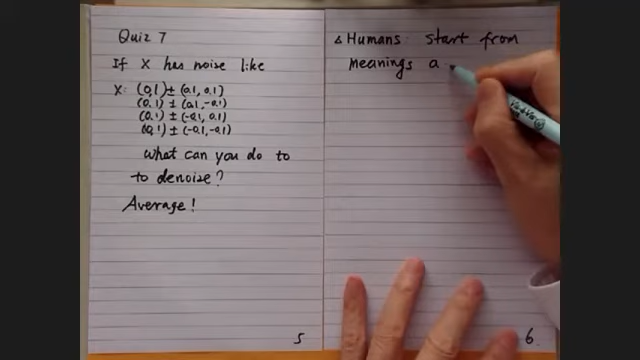 Quiz 7
If X has noise like
X: (0,1) ± (0.1, 0.1)
(0,1) ± (0.1, -0.1)
(0,1) ± (-0.1, 0.1)
(0,1) ± (-0.1, -0.1)
what can you do to
to denoize?
Average!
5
△ Humans: start from
meanings a
6